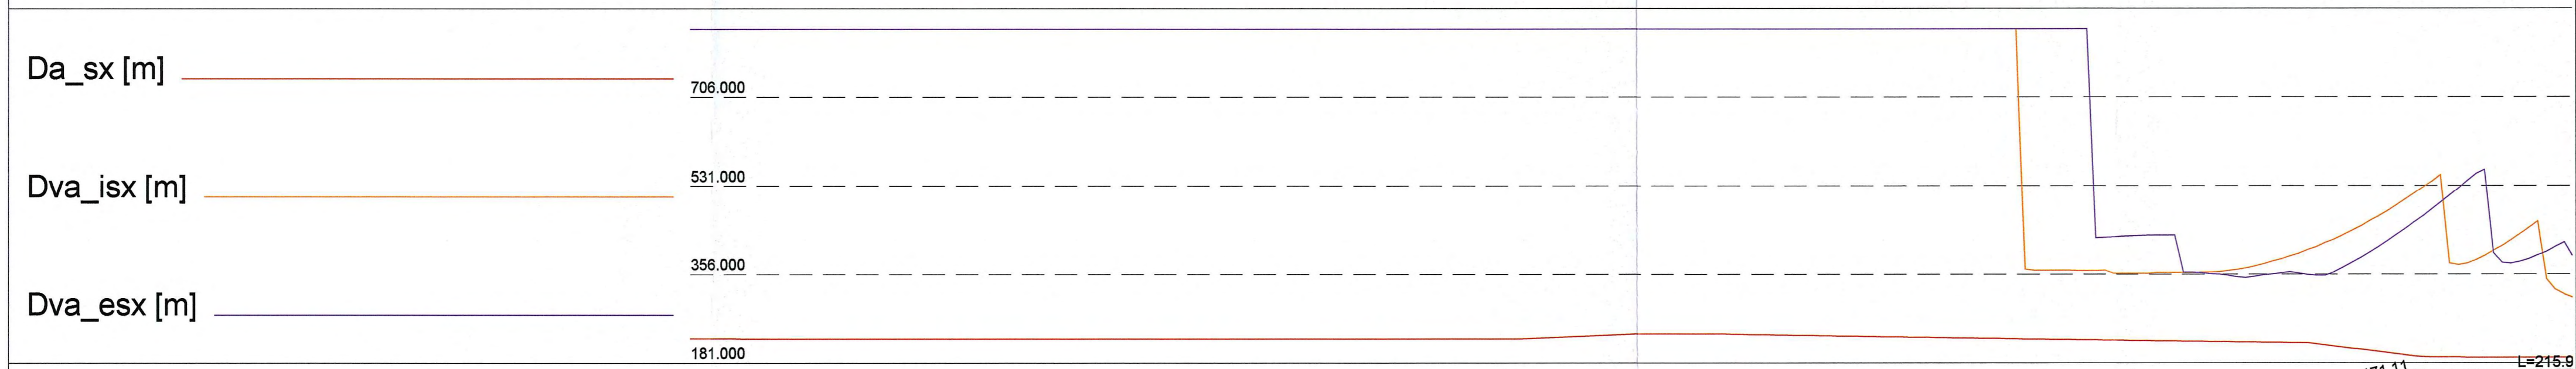 Da_sx [m]
706.000
531.000
Dva_isx [m]
356.000
Dva_esx [m]
181.000
L=215.9